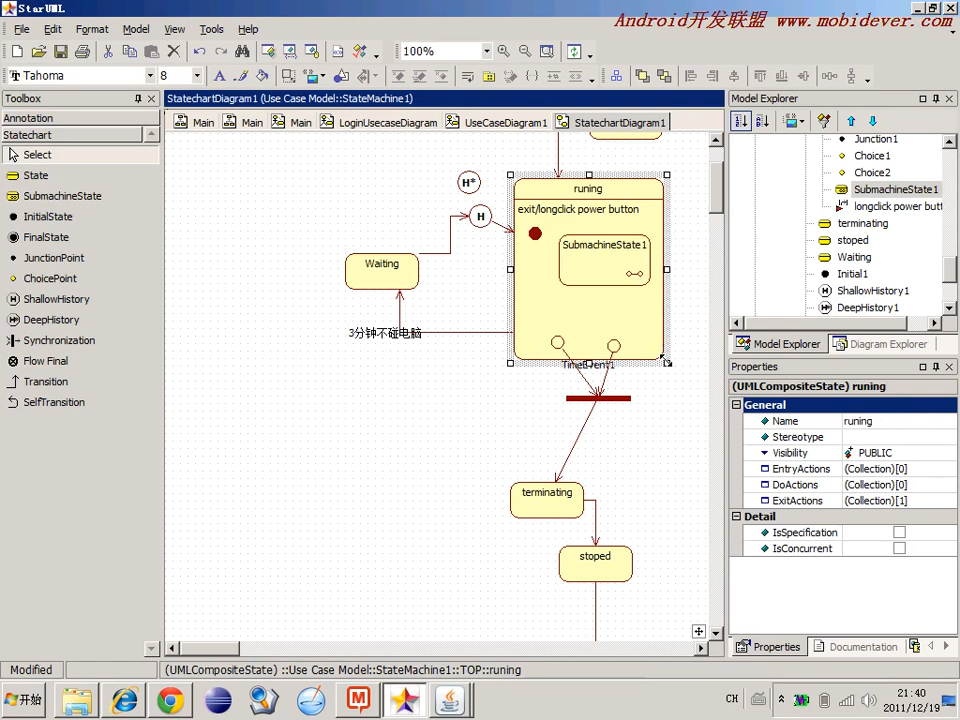 StarUML
Android开发联盟 www.mobidever.com
File Edit Format Model View Tools Help
100%
Tahoma 8
Toolbox
Annotation
Statechart
Select
State
SubmachineState
InitialState
FinalState
JunctionPoint
ChoicePoint
ShallowHistory
DeepHistory
Synchronization
Flow Final
Transition
SelfTransition
StatechartDiagram1 (Use Case Model::StateMachine1)
Main Main Main LoginUsecaseDiagram UseCaseDiagram1 StatechartDiagram1
H*
H
runing
exit/longclick power button
SubmachineState1
Waiting
3分钟不碰电脑
TimeEvent1
terminating
stoped
Model Explorer
Junction1
Choice1
Choice2
SubmachineState1
longclick power butt
terminating
stoped
Waiting
Initial1
ShallowHistory1
DeepHistory1
Model Explorer Diagram Explorer
Properties
(UMLCompositeState) runing
General
Name runing
Stereotype
Visibility PUBLIC
EntryActions (Collection)[0]
DoActions (Collection)[0]
ExitActions (Collection)[1]
Detail
IsSpecification
IsConcurrent
Properties Documentation
Modified (UMLCompositeState) ::Use Case Model::StateMachine1::TOP::runing
开始
CH
21:40
2011/12/19